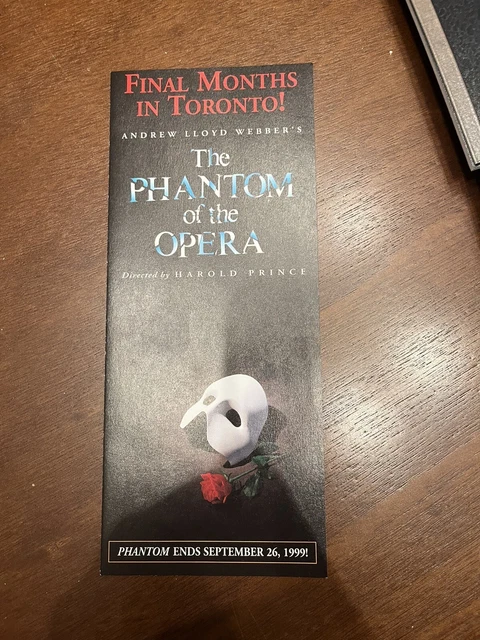 FINAL MONTHS
IN TORONTO!
ANDREW LLOYD WEBBER'S
The
PHANTOM
of the
OPERA
Directed by HAROLD PRINCE
PHANTOM ENDS SEPTEMBER 26, 1999!